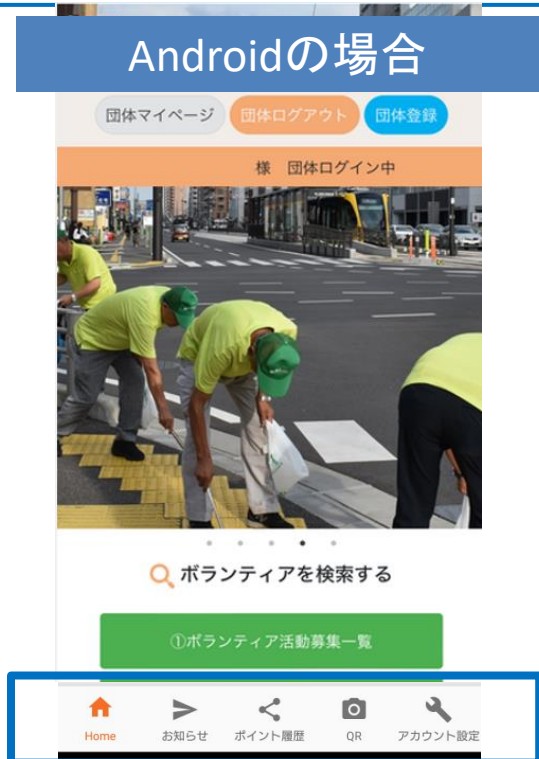 Androidの場合
団体マイページ 団体ログアウト 団体登録
様 団体ログイン中
ボランティアを検索する
①ボランティア活動募集一覧
Home お知らせ ポイント履歴 QR アカウント設定